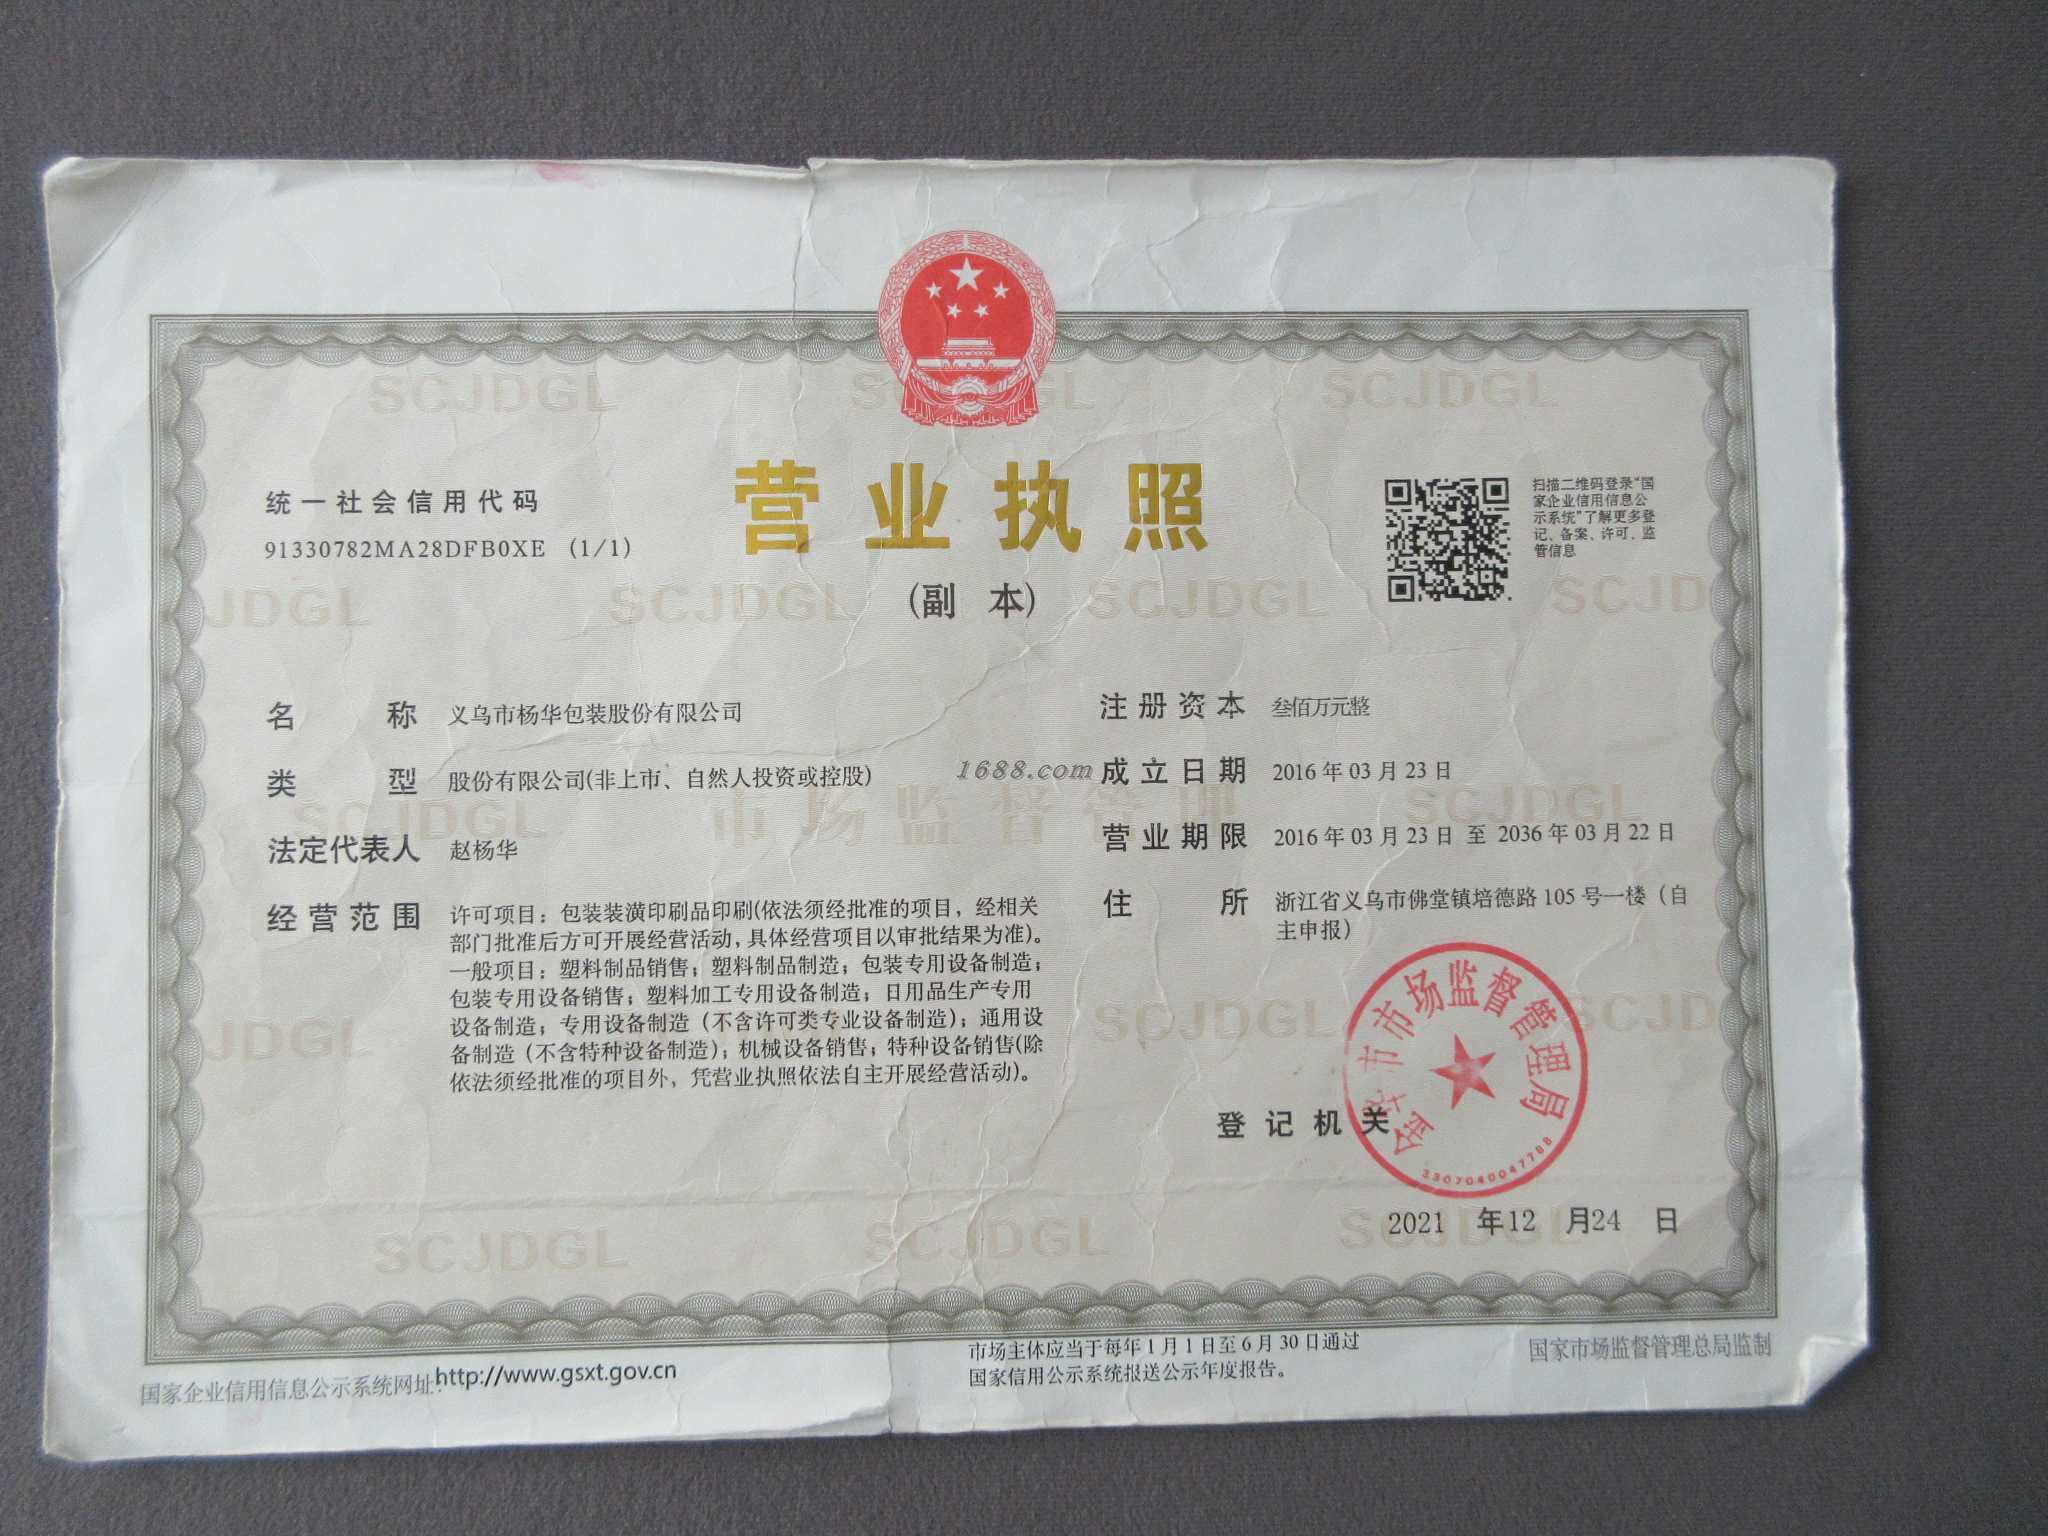 营业执照
(副 本)
统一社会信用代码
91330782MA28DFB0XE (1/1)
扫描二维码登录“国
家企业信用信息公
示系统”了解更多登
记、备案、许可、监
管信息
名 称 义乌市杨华包装股份有限公司
类 型 股份有限公司(非上市、自然人投资或控股)
法定代表人 赵杨华
经营范围 许可项目：包装装潢印刷品印刷(依法须经批准的项目，经相关
部门批准后方可开展经营活动，具体经营项目以审批结果为准)。
一般项目：塑料制品销售；塑料制品制造；包装专用设备制造；
包装专用设备销售；塑料加工专用设备制造；日用品生产专用
设备制造；专用设备制造（不含许可类专业设备制造）；通用设
备制造（不含特种设备制造）；机械设备销售；特种设备销售(除
依法须经批准的项目外，凭营业执照依法自主开展经营活动)。
注册资本 叁佰万元整
成立日期 2016年03月23日
营业期限 2016年03月23日 至 2036年03月22日
住 所 浙江省义乌市佛堂镇培德路105号一楼（自
主申报）
1688.com
市场监督管理
SCJDGL
登记机关
金华市市场监督管理局
3307040047788
2021 年12 月24 日
国家企业信用信息公示系统网址：http://www.gsxt.gov.cn
市场主体应当于每年1月1日至6月30日通过
国家信用公示系统报送公示年度报告。
国家市场监督管理总局监制